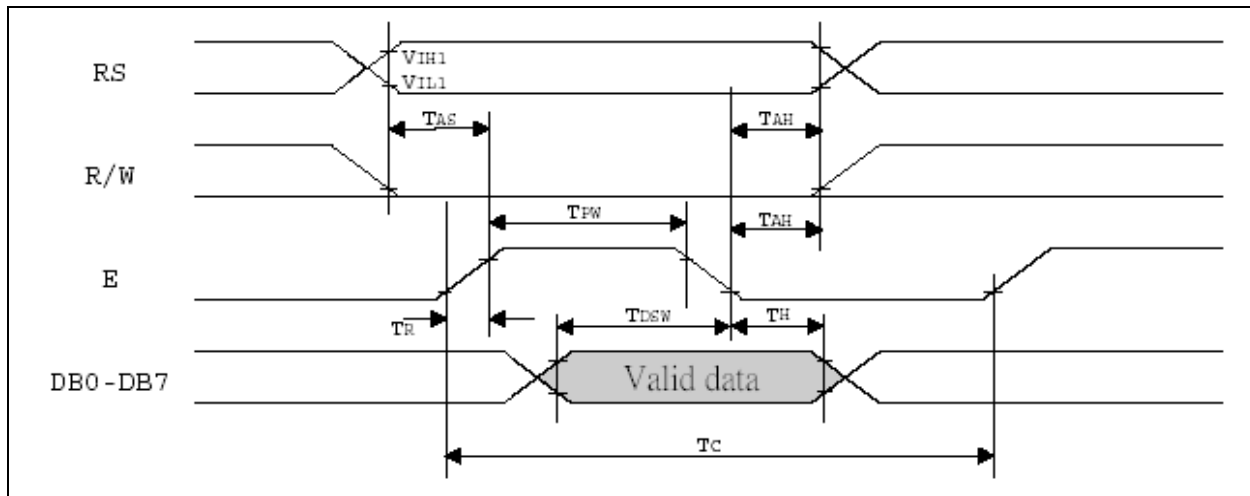 RS
VIH1
VIL1
TAS
TAH
R/W
TPW
TAH
E
TR
TDSW
TH
DB0-DB7
Valid data
TC